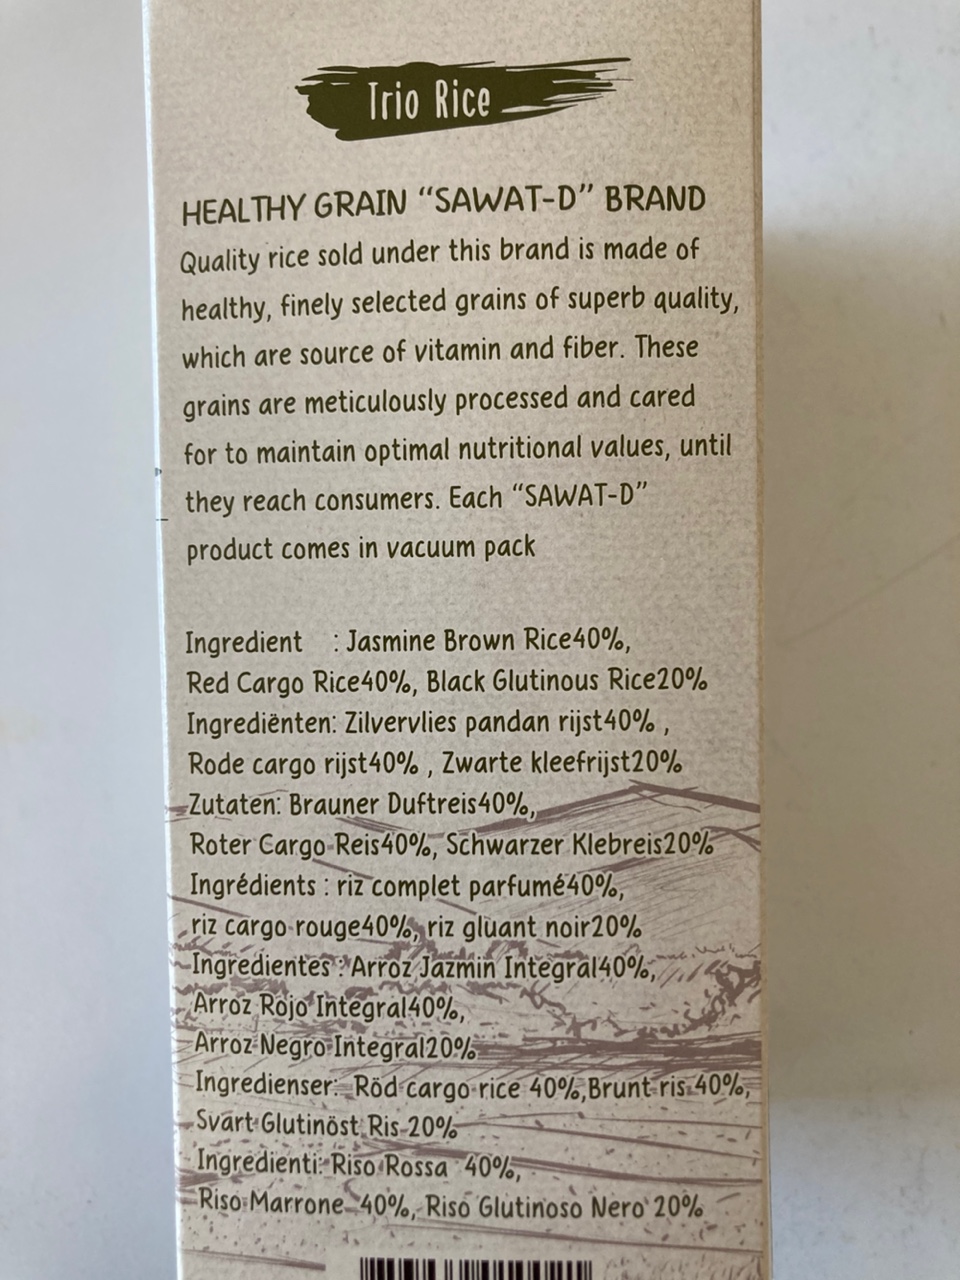 Trio Rice
HEALTHY GRAIN “SAWAT-D” BRAND
Quality rice sold under this brand is made of
healthy, finely selected grains of superb quality,
which are source of vitamin and fiber. These
grains are meticulously processed and cared
for to maintain optimal nutritional values, until
they reach consumers. Each “SAWAT-D”
product comes in vacuum pack
Ingredient : Jasmine Brown Rice40%,
Red Cargo Rice40%, Black Glutinous Rice20%
Ingrediënten: Zilvervlies pandan rijst40% ,
Rode cargo rijst40% , Zwarte kleefrijst20%
Zutaten: Brauner Duftreis40%,
Roter Cargo Reis40%, Schwarzer Klebreis20%
Ingrédients : riz complet parfumé40%,
riz cargo rouge40%, riz gluant noir20%
Ingredientes : Arroz Jazmin Integral40%,
Arroz Rojo Integral40%,
Arroz Negro Integral20%
Ingredienser: Röd cargo rice 40%,Brunt ris 40%,
Svart Glutinöst Ris 20%
Ingredienti: Riso Rossa 40%,
Riso Marrone 40%, Riso Glutinoso Nero 20%